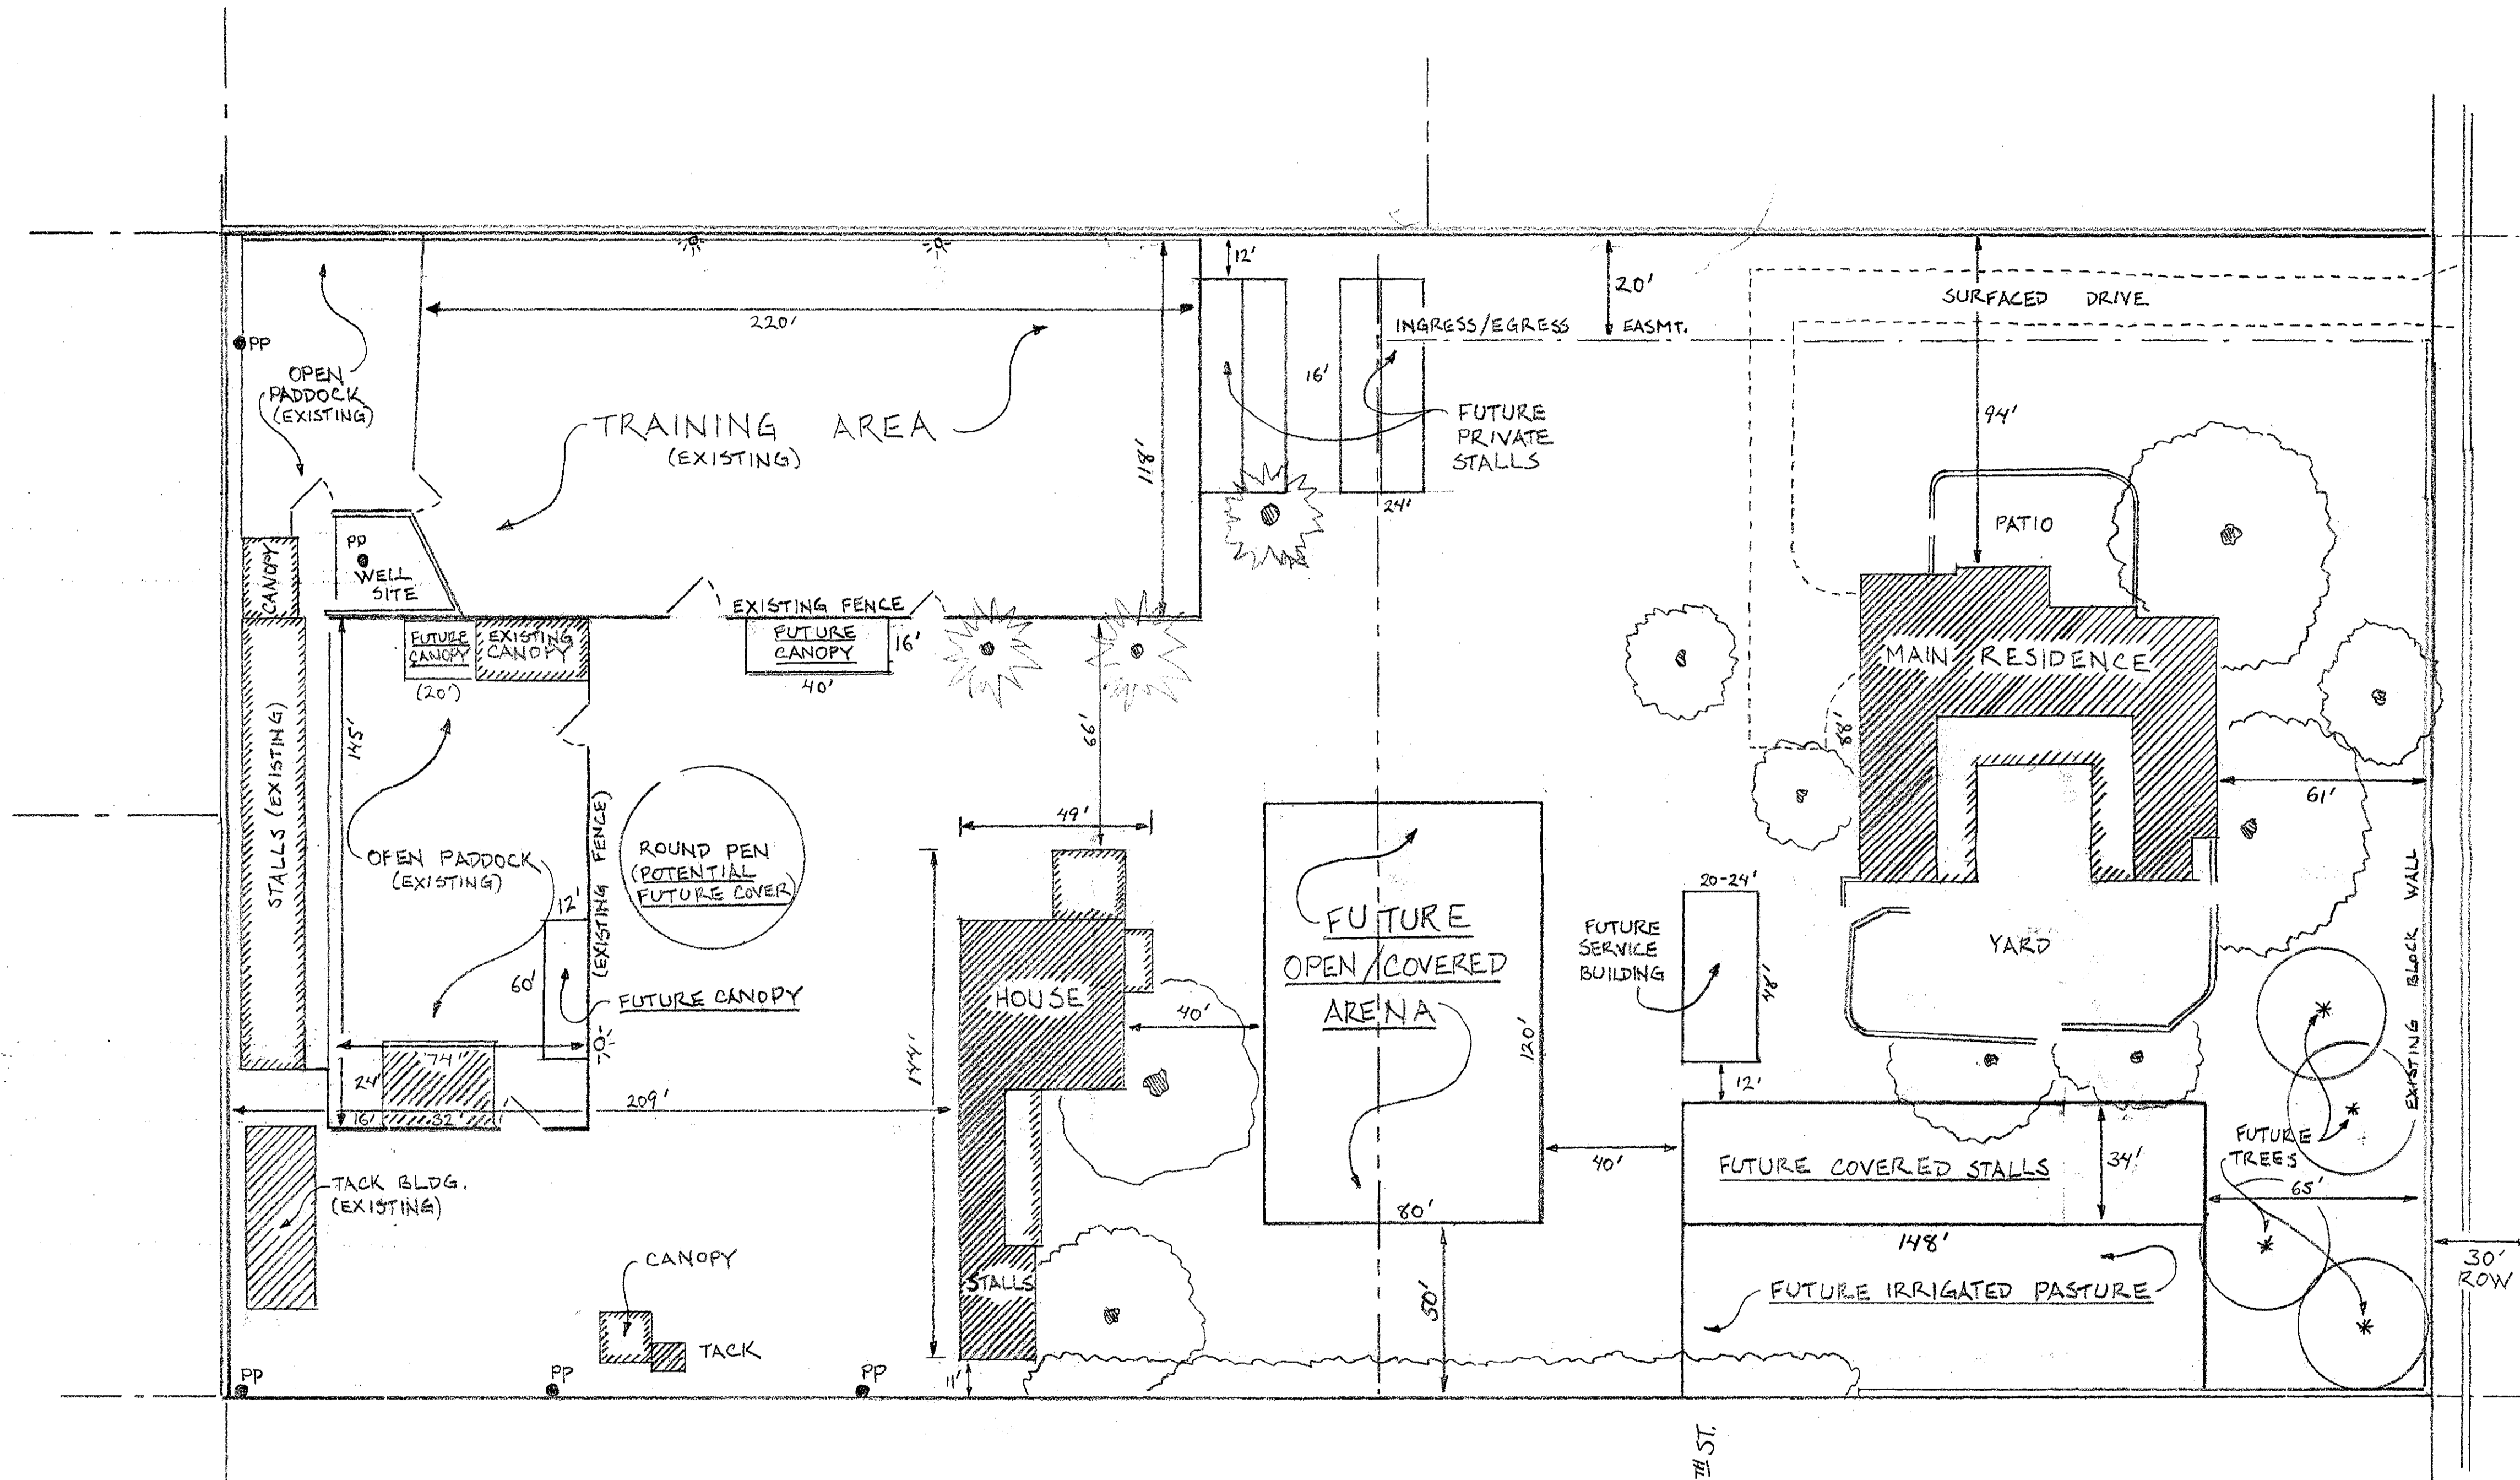 12'
20'
SURFACED DRIVE
220'
INGRESS/EGRESS EASMT.
PP
OPEN
PADDOCK
(EXISTING)
16'
94'
TRAINING AREA
(EXISTING)
118'
FUTURE
PRIVATE
STALLS
24'
PATIO
PP
WELL
SITE
CANOPY
EXISTING FENCE
FUTURE
CANOPY
(20')
EXISTING
CANOPY
FUTURE
CANOPY
16'
40'
MAIN RESIDENCE
88'
145'
66'
STALLS (EXISTING)
61'
49'
OPEN PADDOCK
(EXISTING)
(EXISTING FENCE)
ROUND PEN
(POTENTIAL
FUTURE COVER)
12'
60'
FUTURE CANOPY
HOUSE
40'
144'
FUTURE
OPEN/COVERED
ARENA
120'
80'
20-24'
FUTURE
SERVICE
BUILDING
48'
12'
YARD
EXISTING BLOCK WALL
74"
24'
16'
32'
209'
40'
FUTURE COVERED STALLS
34'
FUTURE
TREES
65'
148'
TACK BLDG.
(EXISTING)
CANOPY
TACK
STALLS
50'
FUTURE IRRIGATED PASTURE
30'
ROW
PP
PP
PP
11'
TH ST.